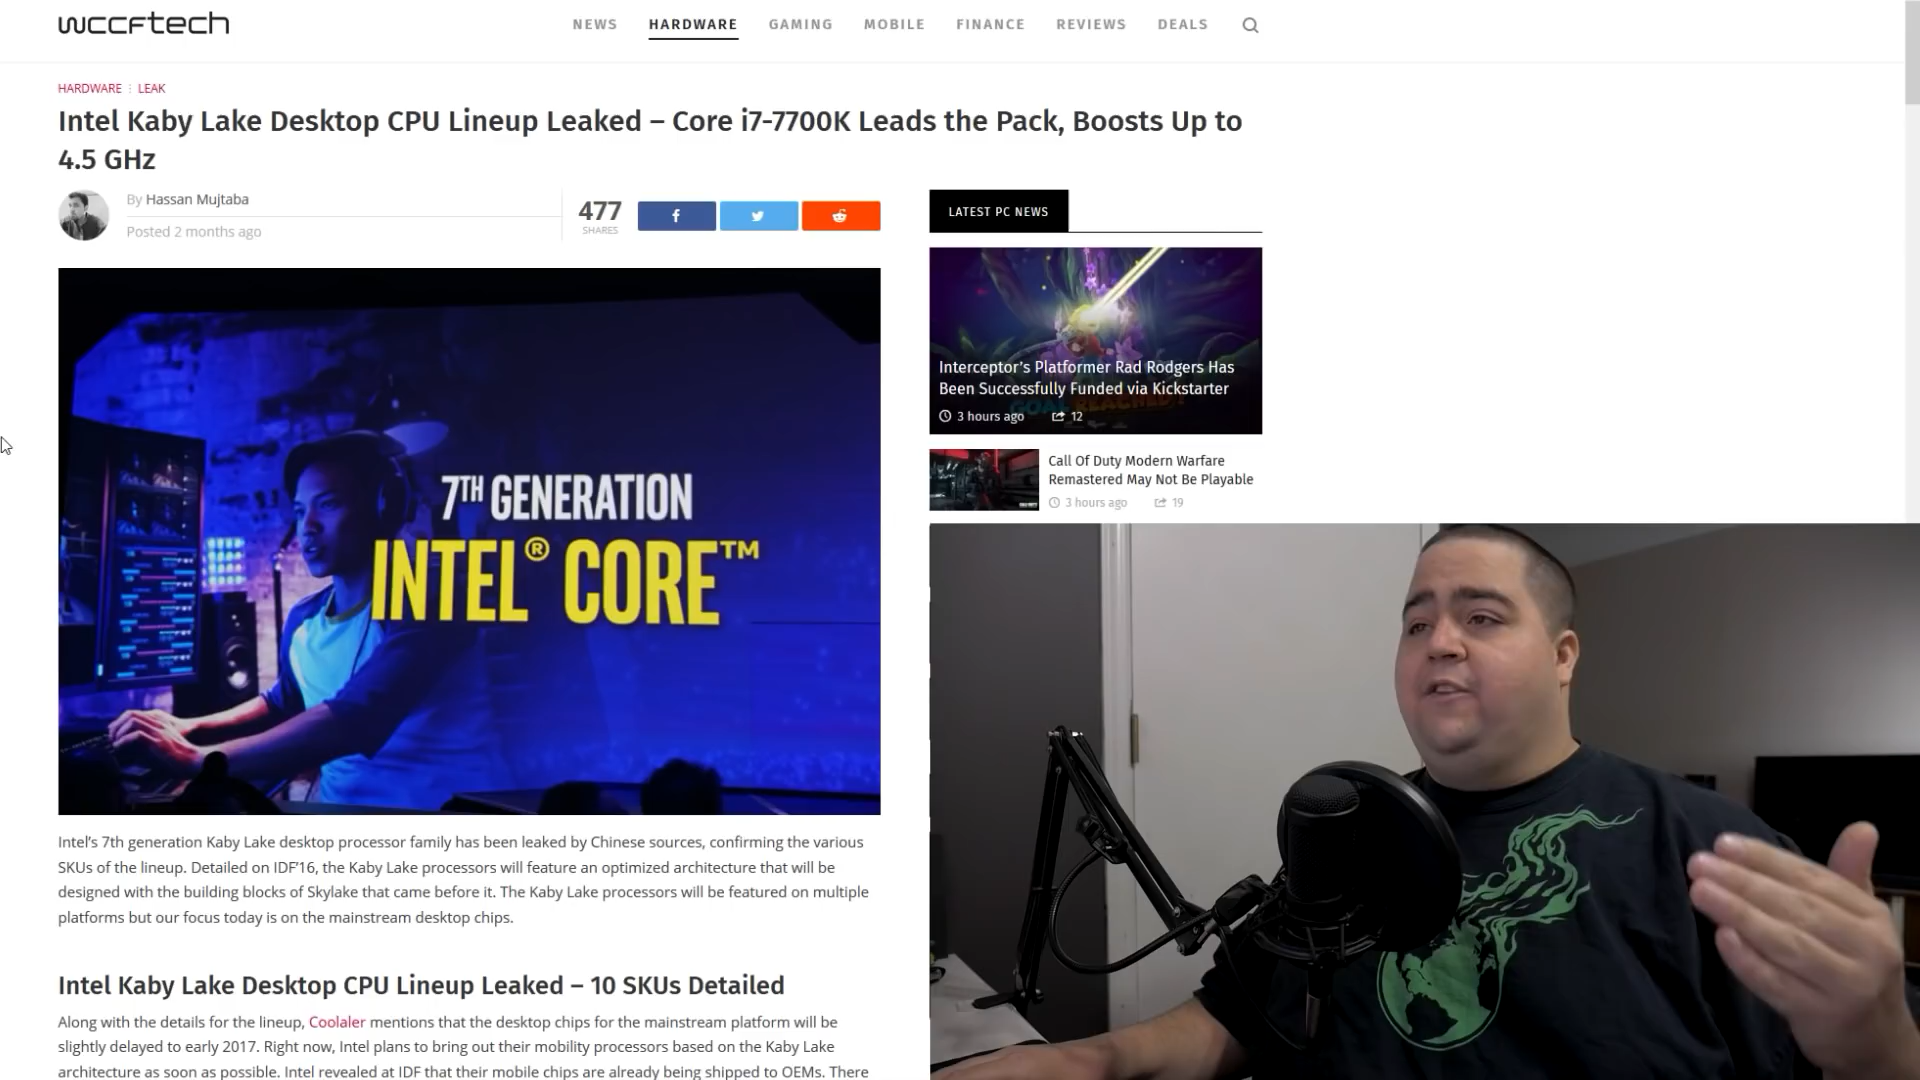 wccftech
NEWS HARDWARE GAMING MOBILE FINANCE REVIEWS DEALS
HARDWARE LEAK
Intel Kaby Lake Desktop CPU Lineup Leaked – Core i7-7700K Leads the Pack, Boosts Up to
4.5 GHz
By Hassan Mujtaba
Posted 2 months ago
477
SHARES
LATEST PC NEWS
Interceptor's Platformer Rad Rodgers Has
Been Successfully Funded via Kickstarter
GOAL REACHED!
3 hours ago 12
Call Of Duty Modern Warfare
Remastered May Not Be Playable
3 hours ago 19
7TH GENERATION
INTEL® CORE™
Intel's 7th generation Kaby Lake desktop processor family has been leaked by Chinese sources, confirming the various
SKUs of the lineup. Detailed on IDF'16, the Kaby Lake processors will feature an optimized architecture that will be
designed with the building blocks of Skylake that came before it. The Kaby Lake processors will be featured on multiple
platforms but our focus today is on the mainstream desktop chips.
Intel Kaby Lake Desktop CPU Lineup Leaked – 10 SKUs Detailed
Along with the details for the lineup, Coolaler mentions that the desktop chips for the mainstream platform will be
slightly delayed to early 2017. Right now, Intel plans to bring out their mobility processors based on the Kaby Lake
architecture as soon as possible. Intel revealed at IDF that their mobile chips are already being shipped to OEMs. There